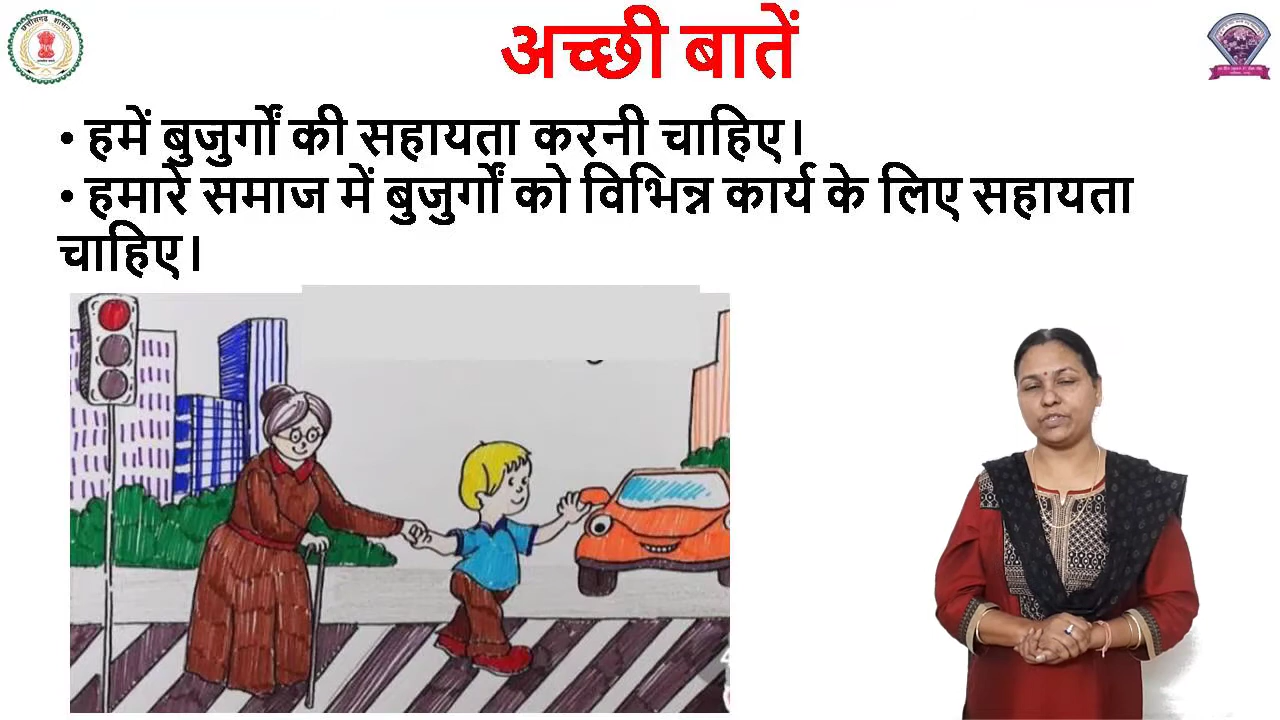 अच्छी बातें
• हमें बुजुर्गों की सहायता करनी चाहिए।
• हमारे समाज में बुजुर्गों को विभिन्न कार्य के लिए सहायता
चाहिए।